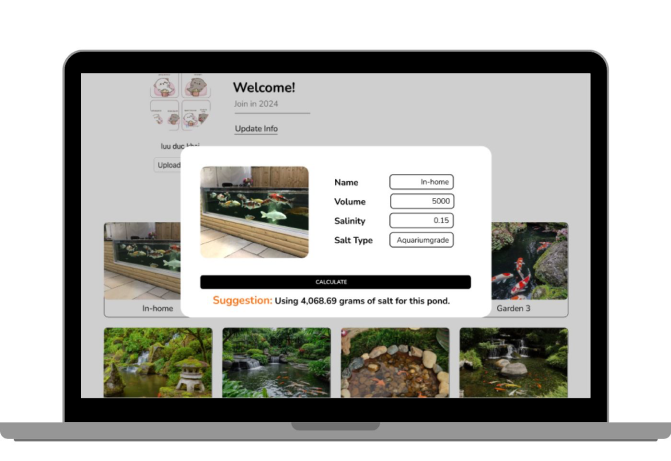 Welcome!
Join in 2024
Update Info
luu duc khai
Upload
Name In-home
Volume 5000
Salinity 0.15
Salt Type Aquariumgrade
CALCULATE
Suggestion: Using 4,068.69 grams of salt for this pond.
In-home
Garden 3